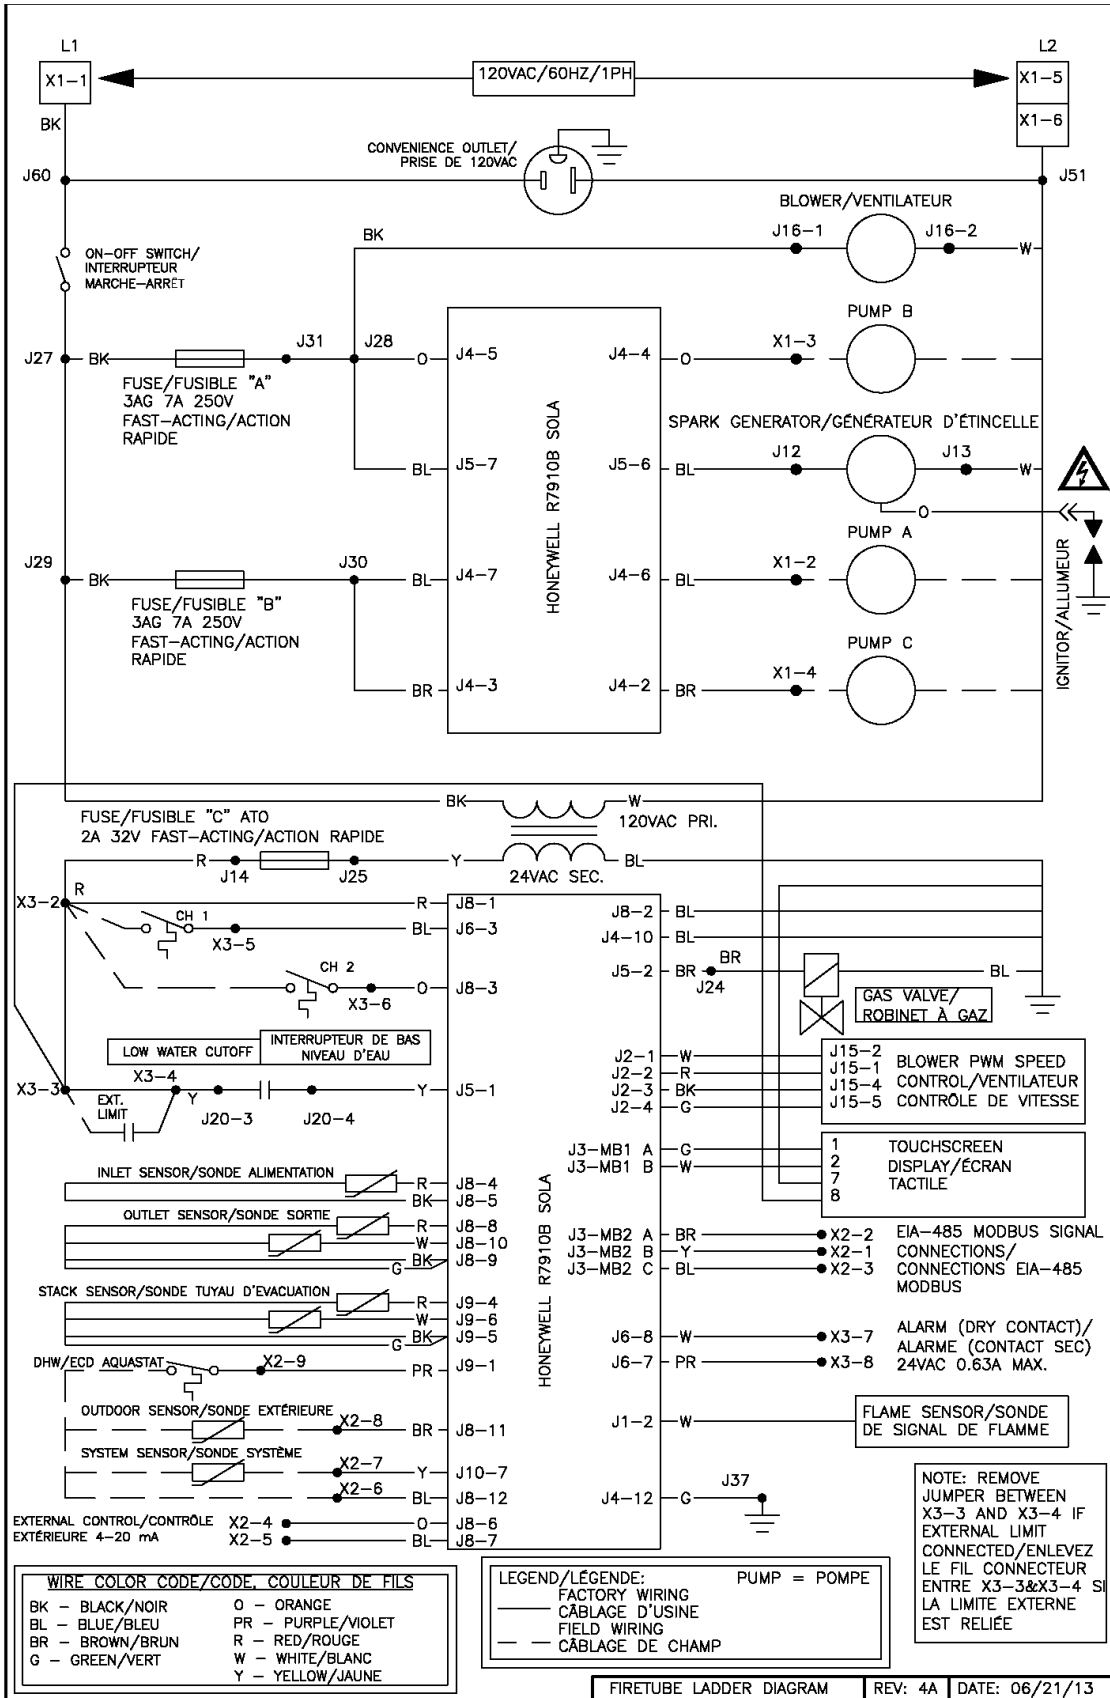 L1
L2
X1-1
120VAC/60HZ/1PH
X1-5
X1-6
BK
CONVENIENCE OUTLET/
PRISE DE 120VAC
J60
J51
BLOWER/VENTILATEUR
BK
J16-1
J16-2
W
ON-OFF SWITCH/
INTERRUPTEUR
MARCHE-ARRÊT
PUMP B
J27
BK
J31
J28
O
J4-5
J4-4
O
X1-3
FUSE/FUSIBLE "A"
3AG 7A 250V
FAST-ACTING/ACTION
RAPIDE
HONEYWELL R7910B SOLA
SPARK GENERATOR/GÉNÉRATEUR D'ÉTINCELLE
BL
J5-7
J5-6
BL
J12
J13
W
O
PUMP A
J29
BK
J30
BL
J4-7
J4-6
BL
X1-2
IGNITOR/ALLUMEUR
FUSE/FUSIBLE "B"
3AG 7A 250V
FAST-ACTING/ACTION
RAPIDE
PUMP C
BR
J4-3
J4-2
BR
X1-4
BK
W
120VAC PRI.
FUSE/FUSIBLE "C" ATO
2A 32V FAST-ACTING/ACTION RAPIDE
R
J14
J25
Y
24VAC SEC.
BL
X3-2
R
R
J8-1
J8-2
BL
CH 1
X3-5
BL
J6-3
J4-10
BL
CH 2
X3-6
O
J8-3
J5-2
BR
BR
J24
BL
GAS VALVE/
ROBINET À GAZ
LOW WATER CUTOFF
INTERRUPTEUR DE BAS
NIVEAU D'EAU
X3-3
X3-4
EXT.
LIMIT
Y
J20-3
J20-4
Y
J5-1
J2-1
W
J15-2
J2-2
R
J15-1
J2-3
BK
J15-4
J2-4
G
J15-5
BLOWER PWM SPEED
CONTROL/VENTILATEUR
CONTRÔLE DE VITESSE
J3-MB1 A
G
1
J3-MB1 B
W
2
7
8
TOUCHSCREEN
DISPLAY/ÉCRAN
TACTILE
INLET SENSOR/SONDE ALIMENTATION
R
J8-4
BK
J8-5
OUTLET SENSOR/SONDE SORTIE
R
J8-8
W
J8-10
BK
J8-9
G
HONEYWELL R7910B SOLA
J3-MB2 A
BR
X2-2
J3-MB2 B
Y
X2-1
J3-MB2 C
BL
X2-3
EIA-485 MODBUS SIGNAL
CONNECTIONS/
CONNECTIONS EIA-485
MODBUS
STACK SENSOR/SONDE TUYAU D'EVACUATION
R
J9-4
W
J9-6
BK
J9-5
G
J6-8
W
X3-7
J6-7
PR
X3-8
ALARM (DRY CONTACT)/
ALARME (CONTACT SEC)
24VAC 0.63A MAX.
DHW/ECD AQUASTAT
X2-9
PR
J9-1
OUTDOOR SENSOR/SONDE EXTÉRIEURE
X2-8
BR
J8-11
J1-2
W
FLAME SENSOR/SONDE
DE SIGNAL DE FLAMME
SYSTEM SENSOR/SONDE SYSTÈME
X2-7
Y
J10-7
X2-6
BL
J8-12
J4-12
G
J37
EXTERNAL CONTROL/CONTRÔLE
EXTÉRIEURE 4-20 mA
X2-4
O
J8-6
X2-5
BL
J8-7
NOTE: REMOVE
JUMPER BETWEEN
X3-3 AND X3-4 IF
EXTERNAL LIMIT
CONNECTED/ENLEVEZ
LE FIL CONNECTEUR
ENTRE X3-3&X3-4 SI
LA LIMITE EXTERNE
EST RELIÉE
WIRE COLOR CODE/CODE, COULEUR DE FILS
BK - BLACK/NOIR
BL - BLUE/BLEU
BR - BROWN/BRUN
G - GREEN/VERT
O - ORANGE
PR - PURPLE/VIOLET
R - RED/ROUGE
W - WHITE/BLANC
Y - YELLOW/JAUNE
LEGEND/LÉGENDE:
PUMP = POMPE
FACTORY WIRING
CÂBLAGE D'USINE
FIELD WIRING
CÂBLAGE DE CHAMP
FIRETUBE LADDER DIAGRAM
REV: 4A
DATE: 06/21/13